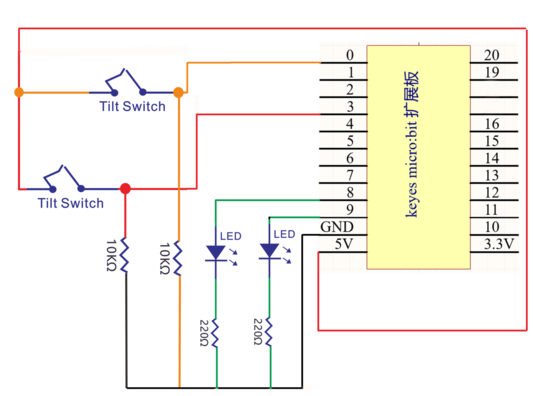 0
1
2
3
4
5
6
7
8
9
GND
5V
20
19
16
15
14
13
12
11
10
3.3V
keyes micro:bit 扩展板
Tilt Switch
Tilt Switch
LED
LED
10KΩ
10KΩ
220Ω
220Ω